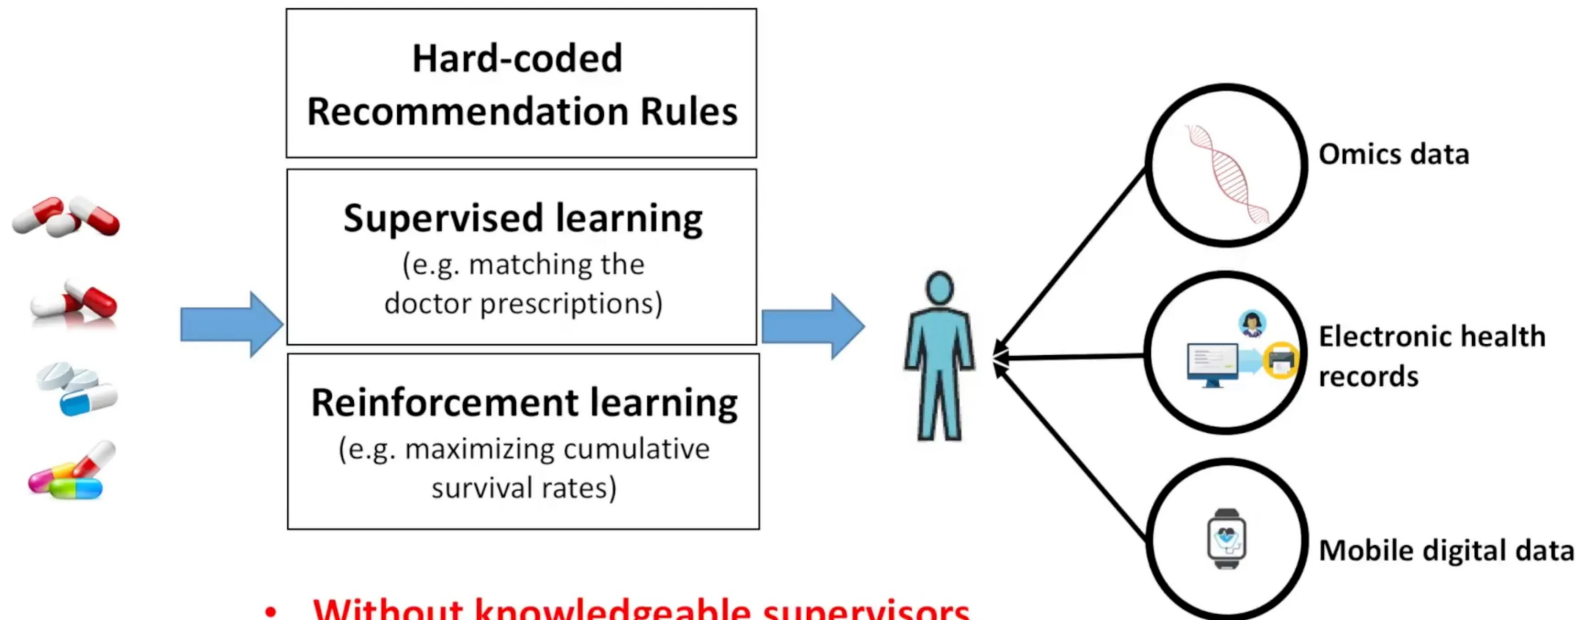 Hard-coded
Recommendation Rules
Supervised learning
(e.g. matching the
doctor prescriptions)
Reinforcement learning
(e.g. maximizing cumulative
survival rates)
Omics data
Electronic health
records
Mobile digital data
• Without knowledgeable supervisors